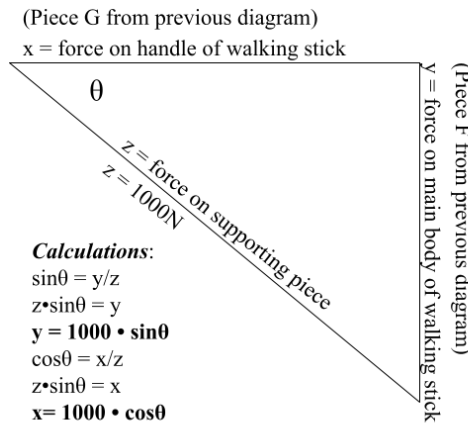 (Piece G from previous diagram)
x = force on handle of walking stick
θ
z = force on supporting piece
z = 1000N
y = force on main body of walking stick
(Piece F from previous diagram)
Calculations:
sinθ = y/z
z•sinθ = y
y = 1000 • sinθ
cosθ = x/z
z•sinθ = x
x= 1000 • cosθ